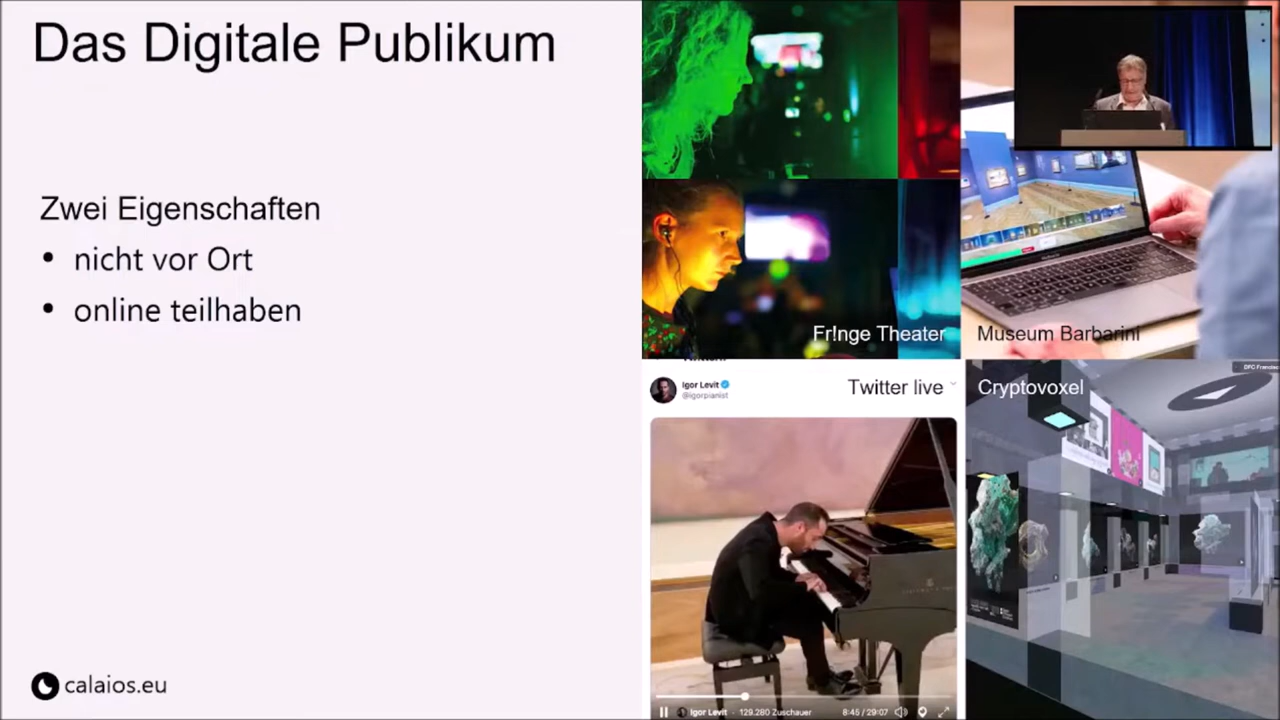 Das Digitale Publikum
Zwei Eigenschaften
• nicht vor Ort
• online teilhaben
calaios.eu
Fr!nge Theater
Museum Barbarini
Igor Levit
@igorpianist
Twitter live
Igor Levit · 129.280 Zuschauer
8:45 / 29:07
Cryptovoxel